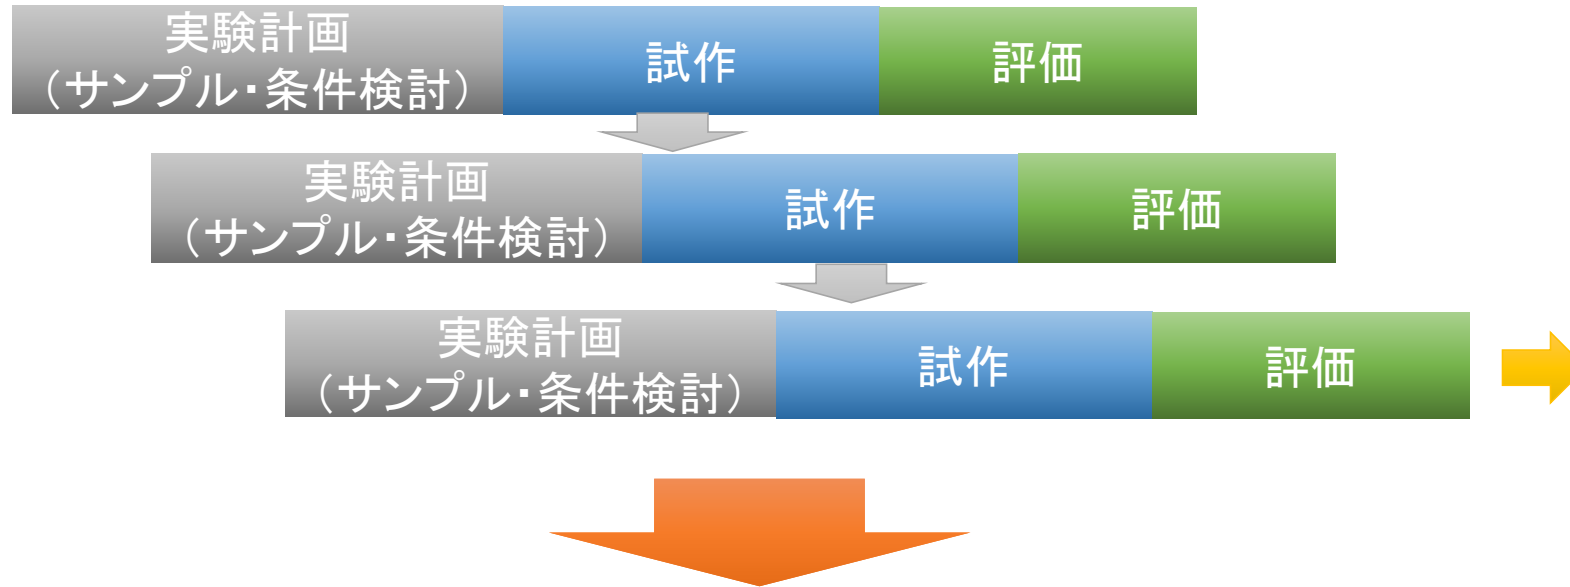 実験計画
（サンプル・条件検討）
試作
評価
実験計画
（サンプル・条件検討）
試作
評価
実験計画
（サンプル・条件検討）
試作
評価